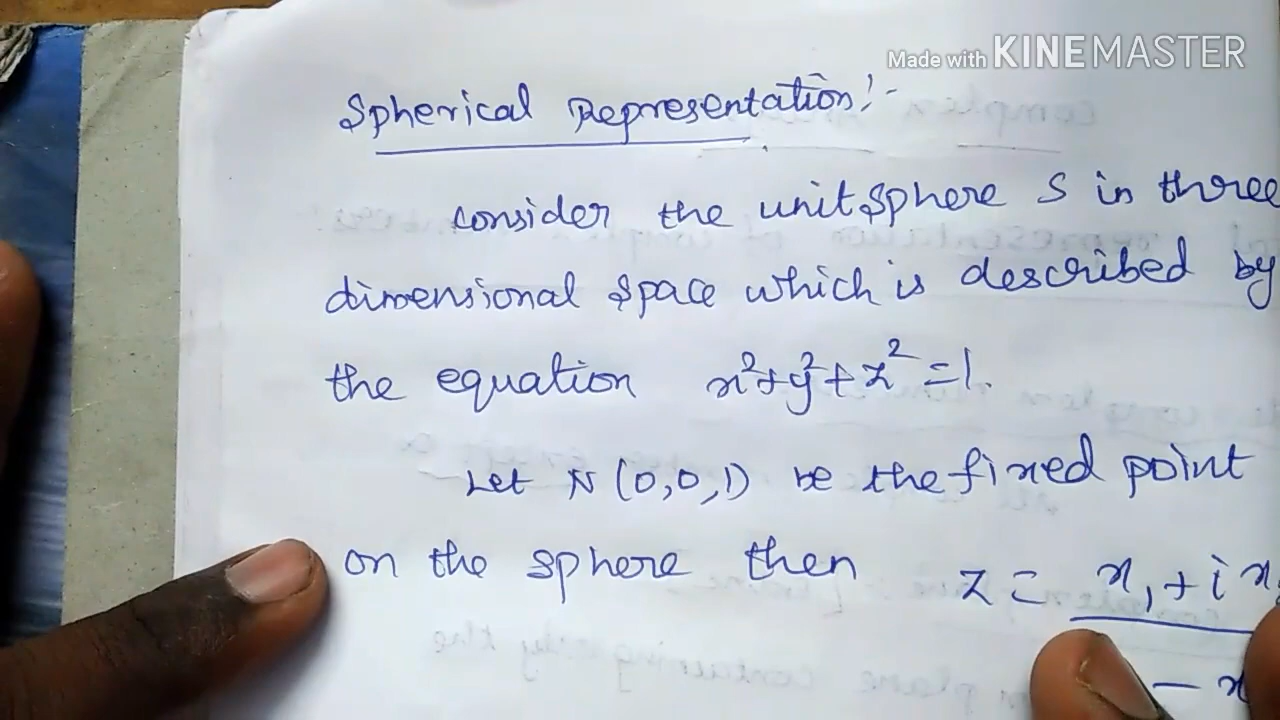 Made with KINEMASTER
Spherical Representation:-
consider the unit sphere S in three
dimensional space which is described by
the equation x²+y²+z²=1.
Let N (0,0,1) be the fixed point
on the sphere then z = x₁ + i x
- x